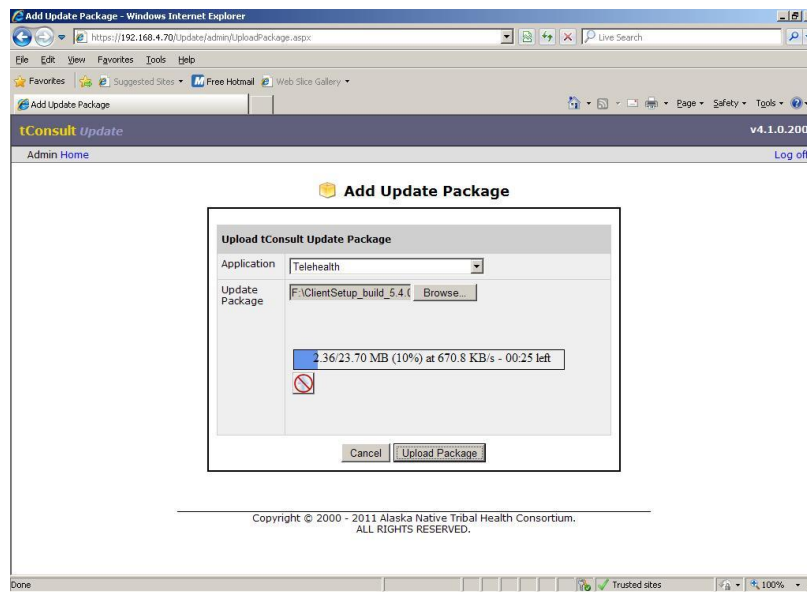 Add Update Package - Windows Internet Explorer
https://192.168.4.70/Update/admin/UploadPackage.aspx
Live Search
File Edit View Favorites Tools Help
Favorites Suggested Sites Free Hotmail Web Slice Gallery
Add Update Package Page Safety Tools
tConsult Update v4.1.0.200
Admin Home Log off
Add Update Package
Upload tConsult Update Package
Application Telehealth
Update Package F:\ClientSetup_build_5.4.0 Browse...
2.36/23.70 MB (10%) at 670.8 KB/s - 00:25 left
Cancel Upload Package
Copyright © 2000 - 2011 Alaska Native Tribal Health Consortium.
ALL RIGHTS RESERVED.
Done Trusted sites 100%